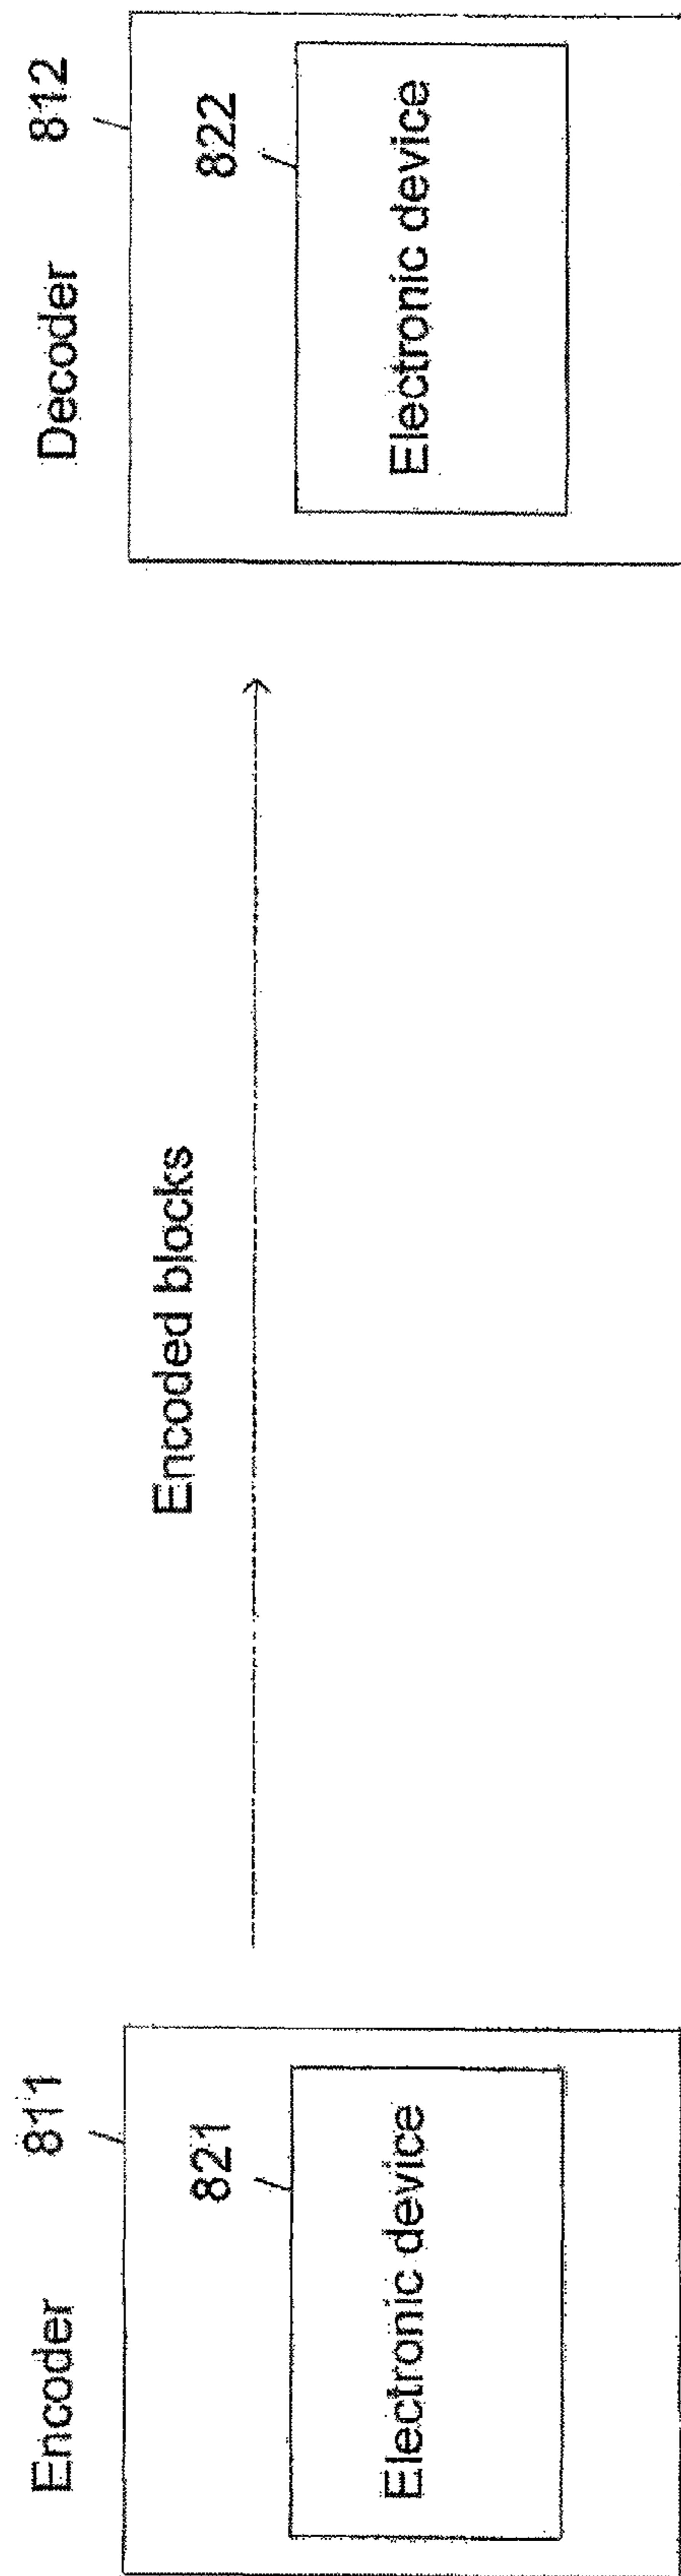 Encoder
811
821
Electronic device
Encoded blocks
Decoder
812
822
Electronic device